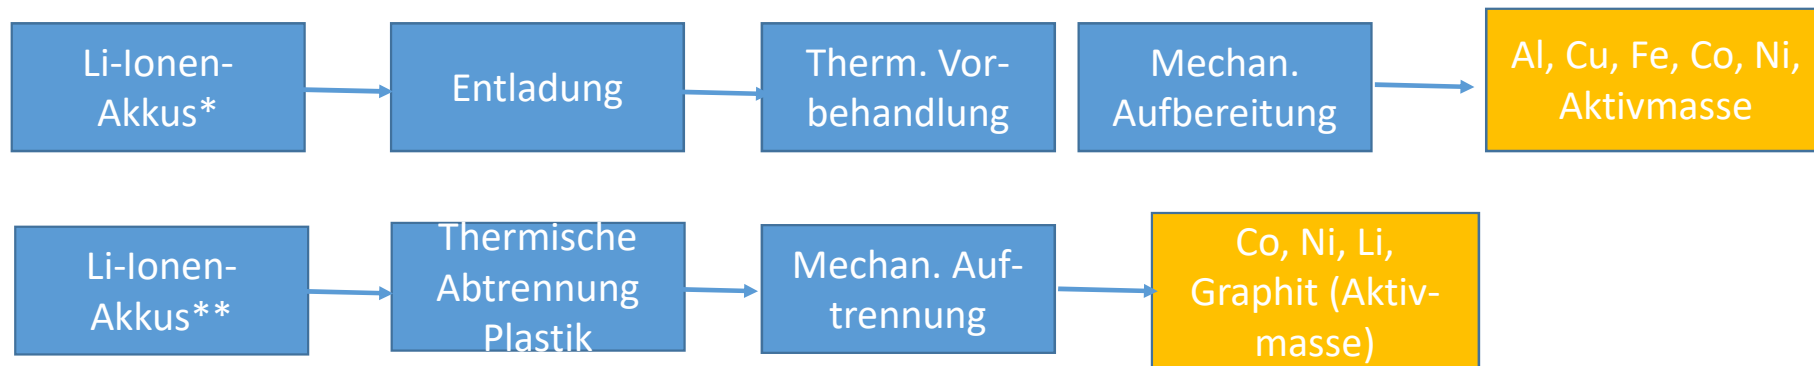 Li-Ionen-
Akkus*
Entladung
Therm. Vor-
behandlung
Mechan.
Aufbereitung
Al, Cu, Fe, Co, Ni,
Aktivmasse
Li-Ionen-
Akkus**
Thermische
Abtrennung
Plastik
Mechan. Auf-
trennung
Co, Ni, Li,
Graphit (Aktiv-
masse)